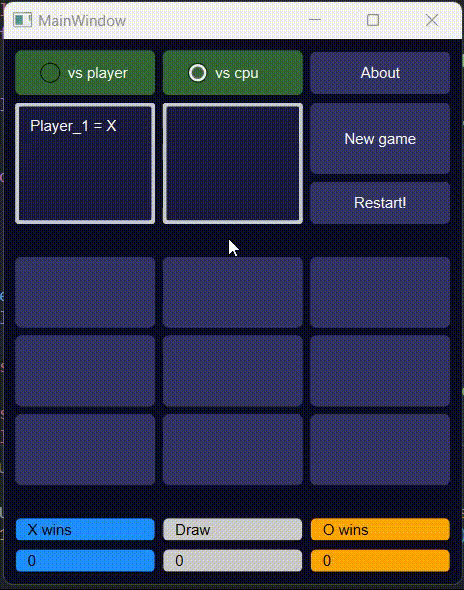 MainWindow
vs player
vs cpu
About
Player_1 = X
New game
Restart!
X wins
Draw
O wins
0
0
0